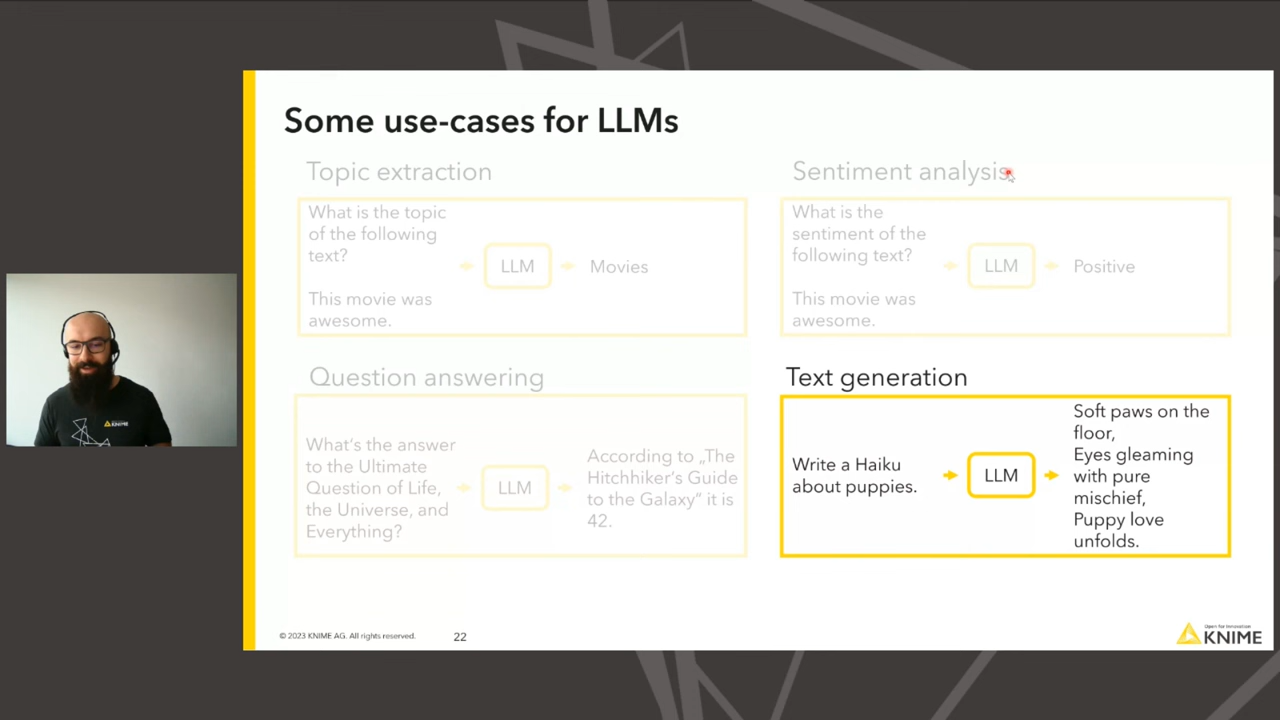 Some use-cases for LLMs
Topic extraction
What is the topic
of the following
text?
This movie was
awesome.
LLM
Movies
Sentiment analysis
What is the
sentiment of the
following text?
This movie was
awesome.
LLM
Positive
Question answering
What's the answer
to the Ultimate
Question of Life,
the Universe, and
Everything?
LLM
According to „The
Hitchhiker's Guide
to the Galaxy“ it is
42.
Text generation
Write a Haiku
about puppies.
LLM
Soft paws on the
floor,
Eyes gleaming
with pure
mischief,
Puppy love
unfolds.
© 2023 KNIME AG. All rights reserved.
22
Open for Innovation
KNIME
KNIME